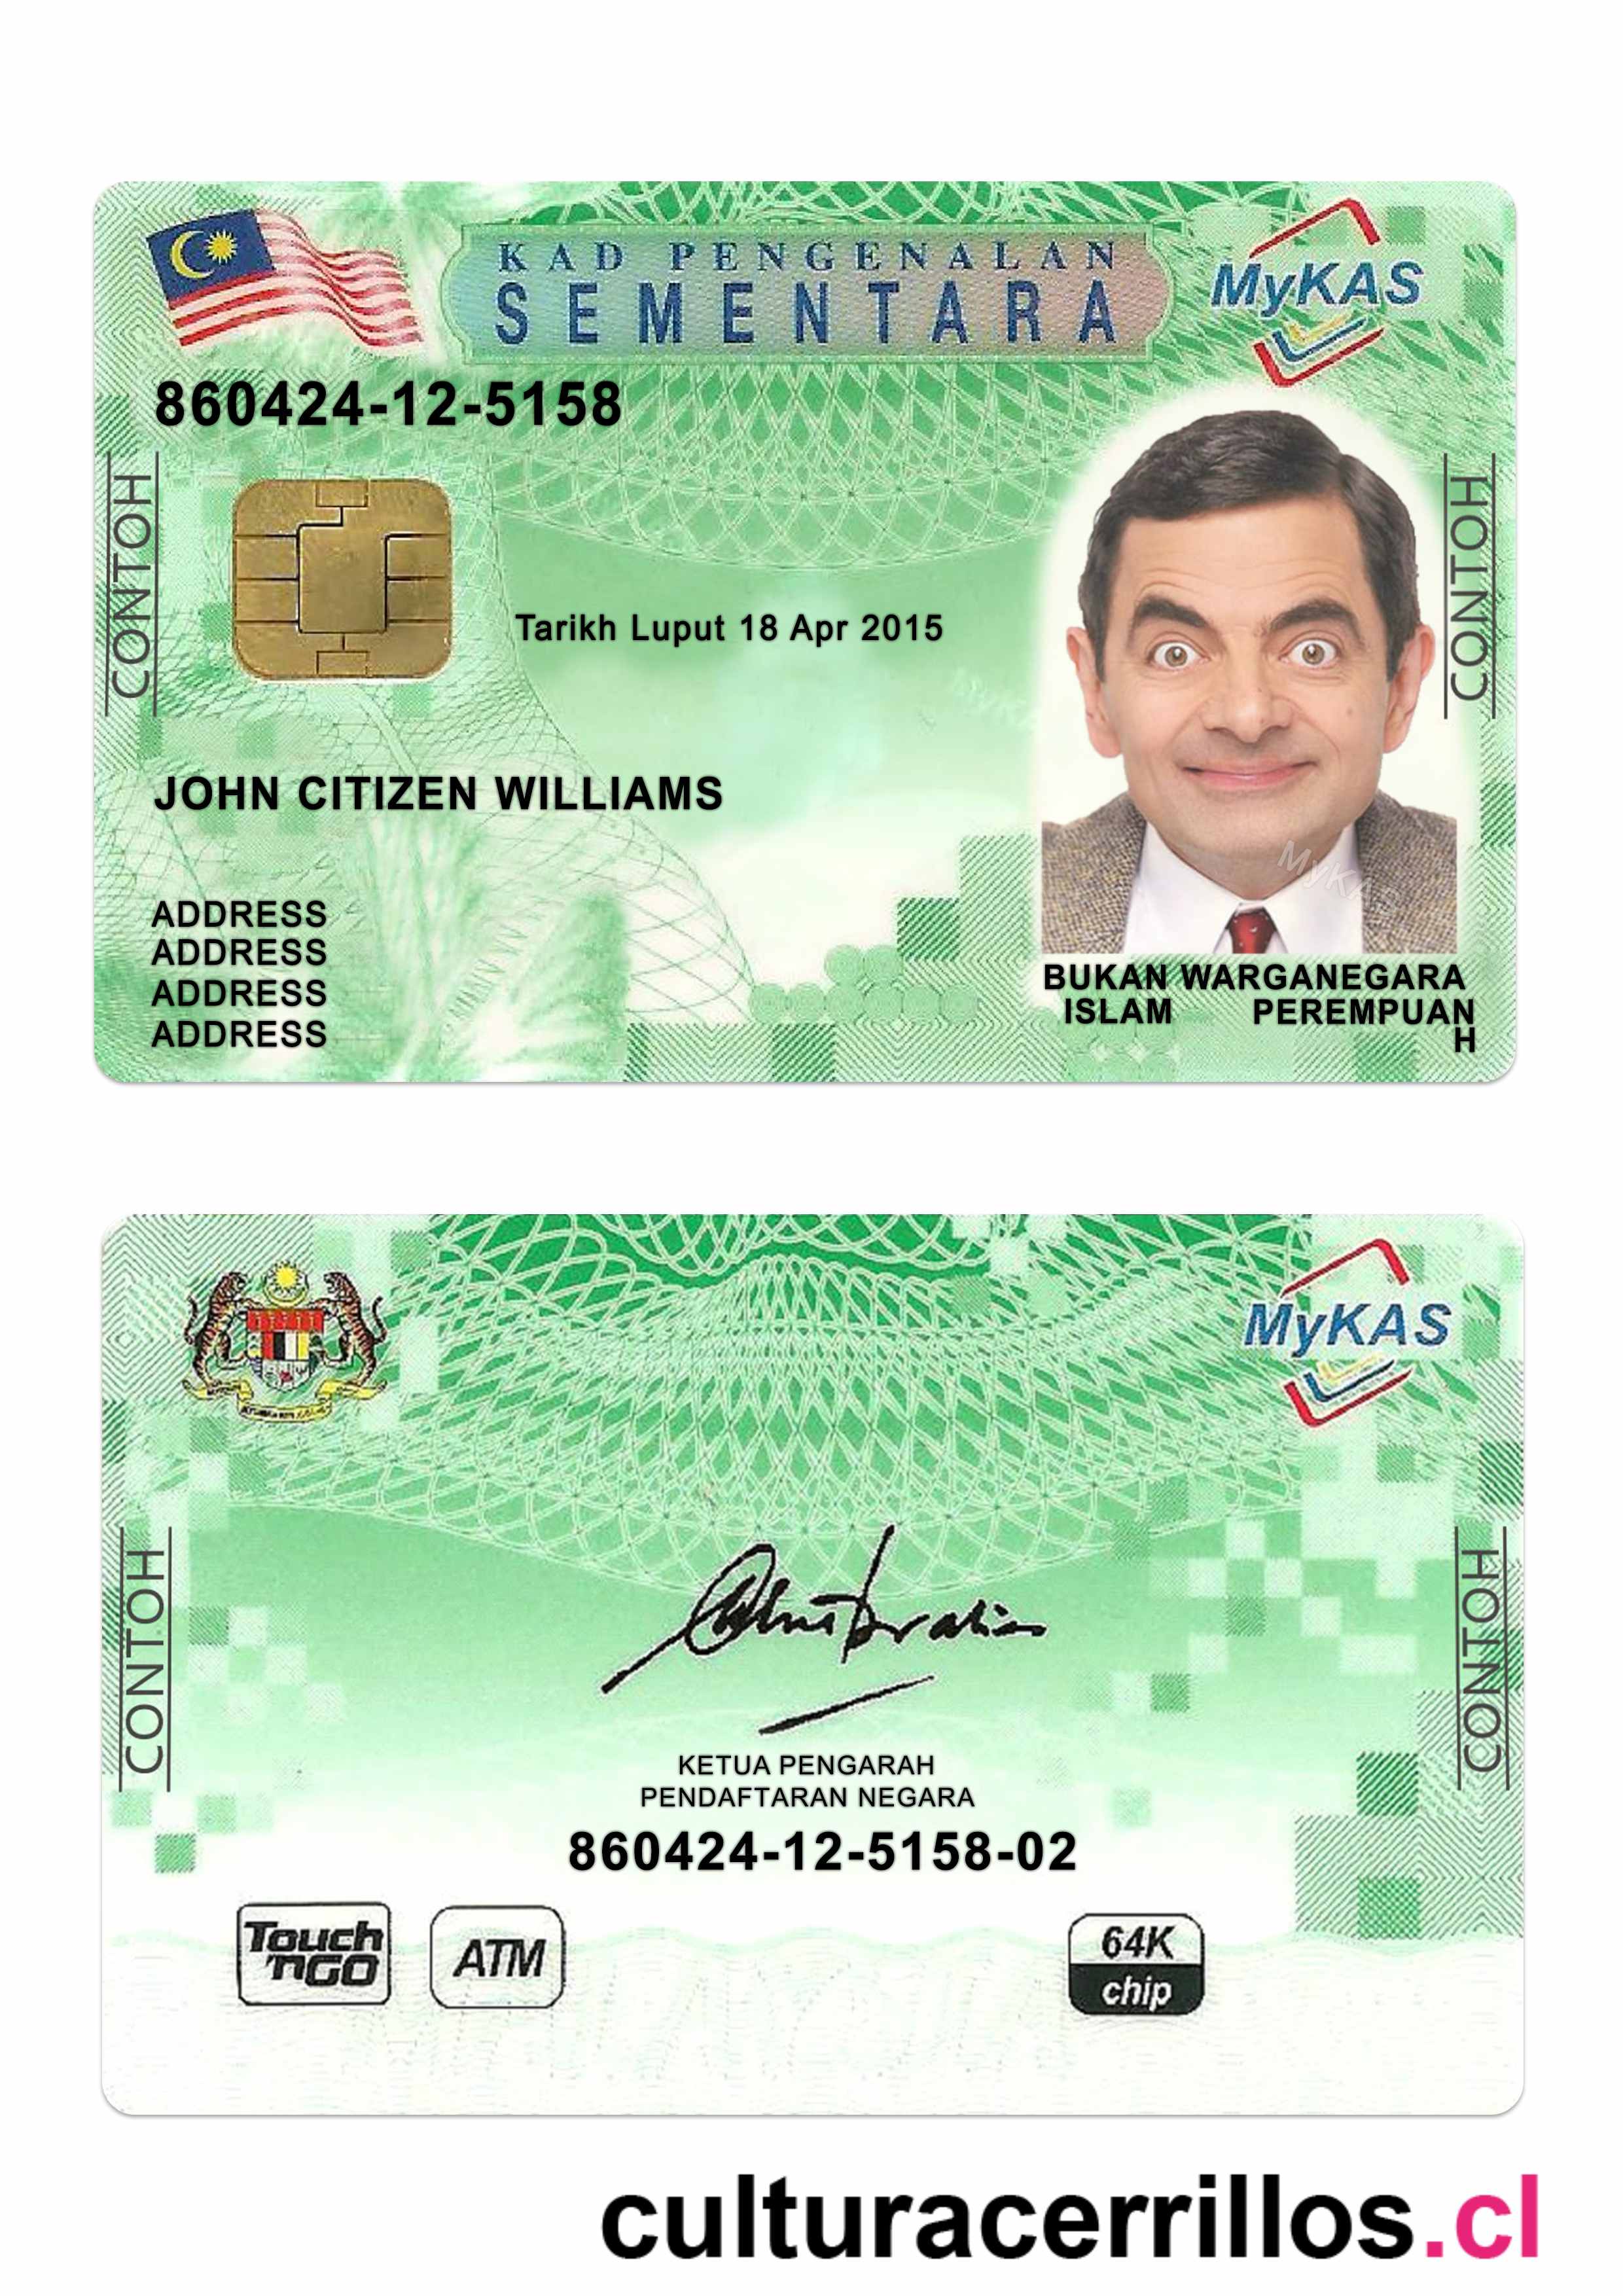 KAD PENGENALAN
SEMENTARA
MyKAS
860424-12-5158
CONTOH
CONTOH
Tarikh Luput 18 Apr 2015
JOHN CITIZEN WILLIAMS
MyKAS
ADDRESS
ADDRESS
ADDRESS
ADDRESS
BUKAN WARGANEGARA
ISLAM PEREMPUAN
H
MyKAS
CONTOH
CONTOH
KETUA PENGARAH
PENDAFTARAN NEGARA
860424-12-5158-02
Touch
'nGO
ATM
64K
chip
culturacerrillos.cl